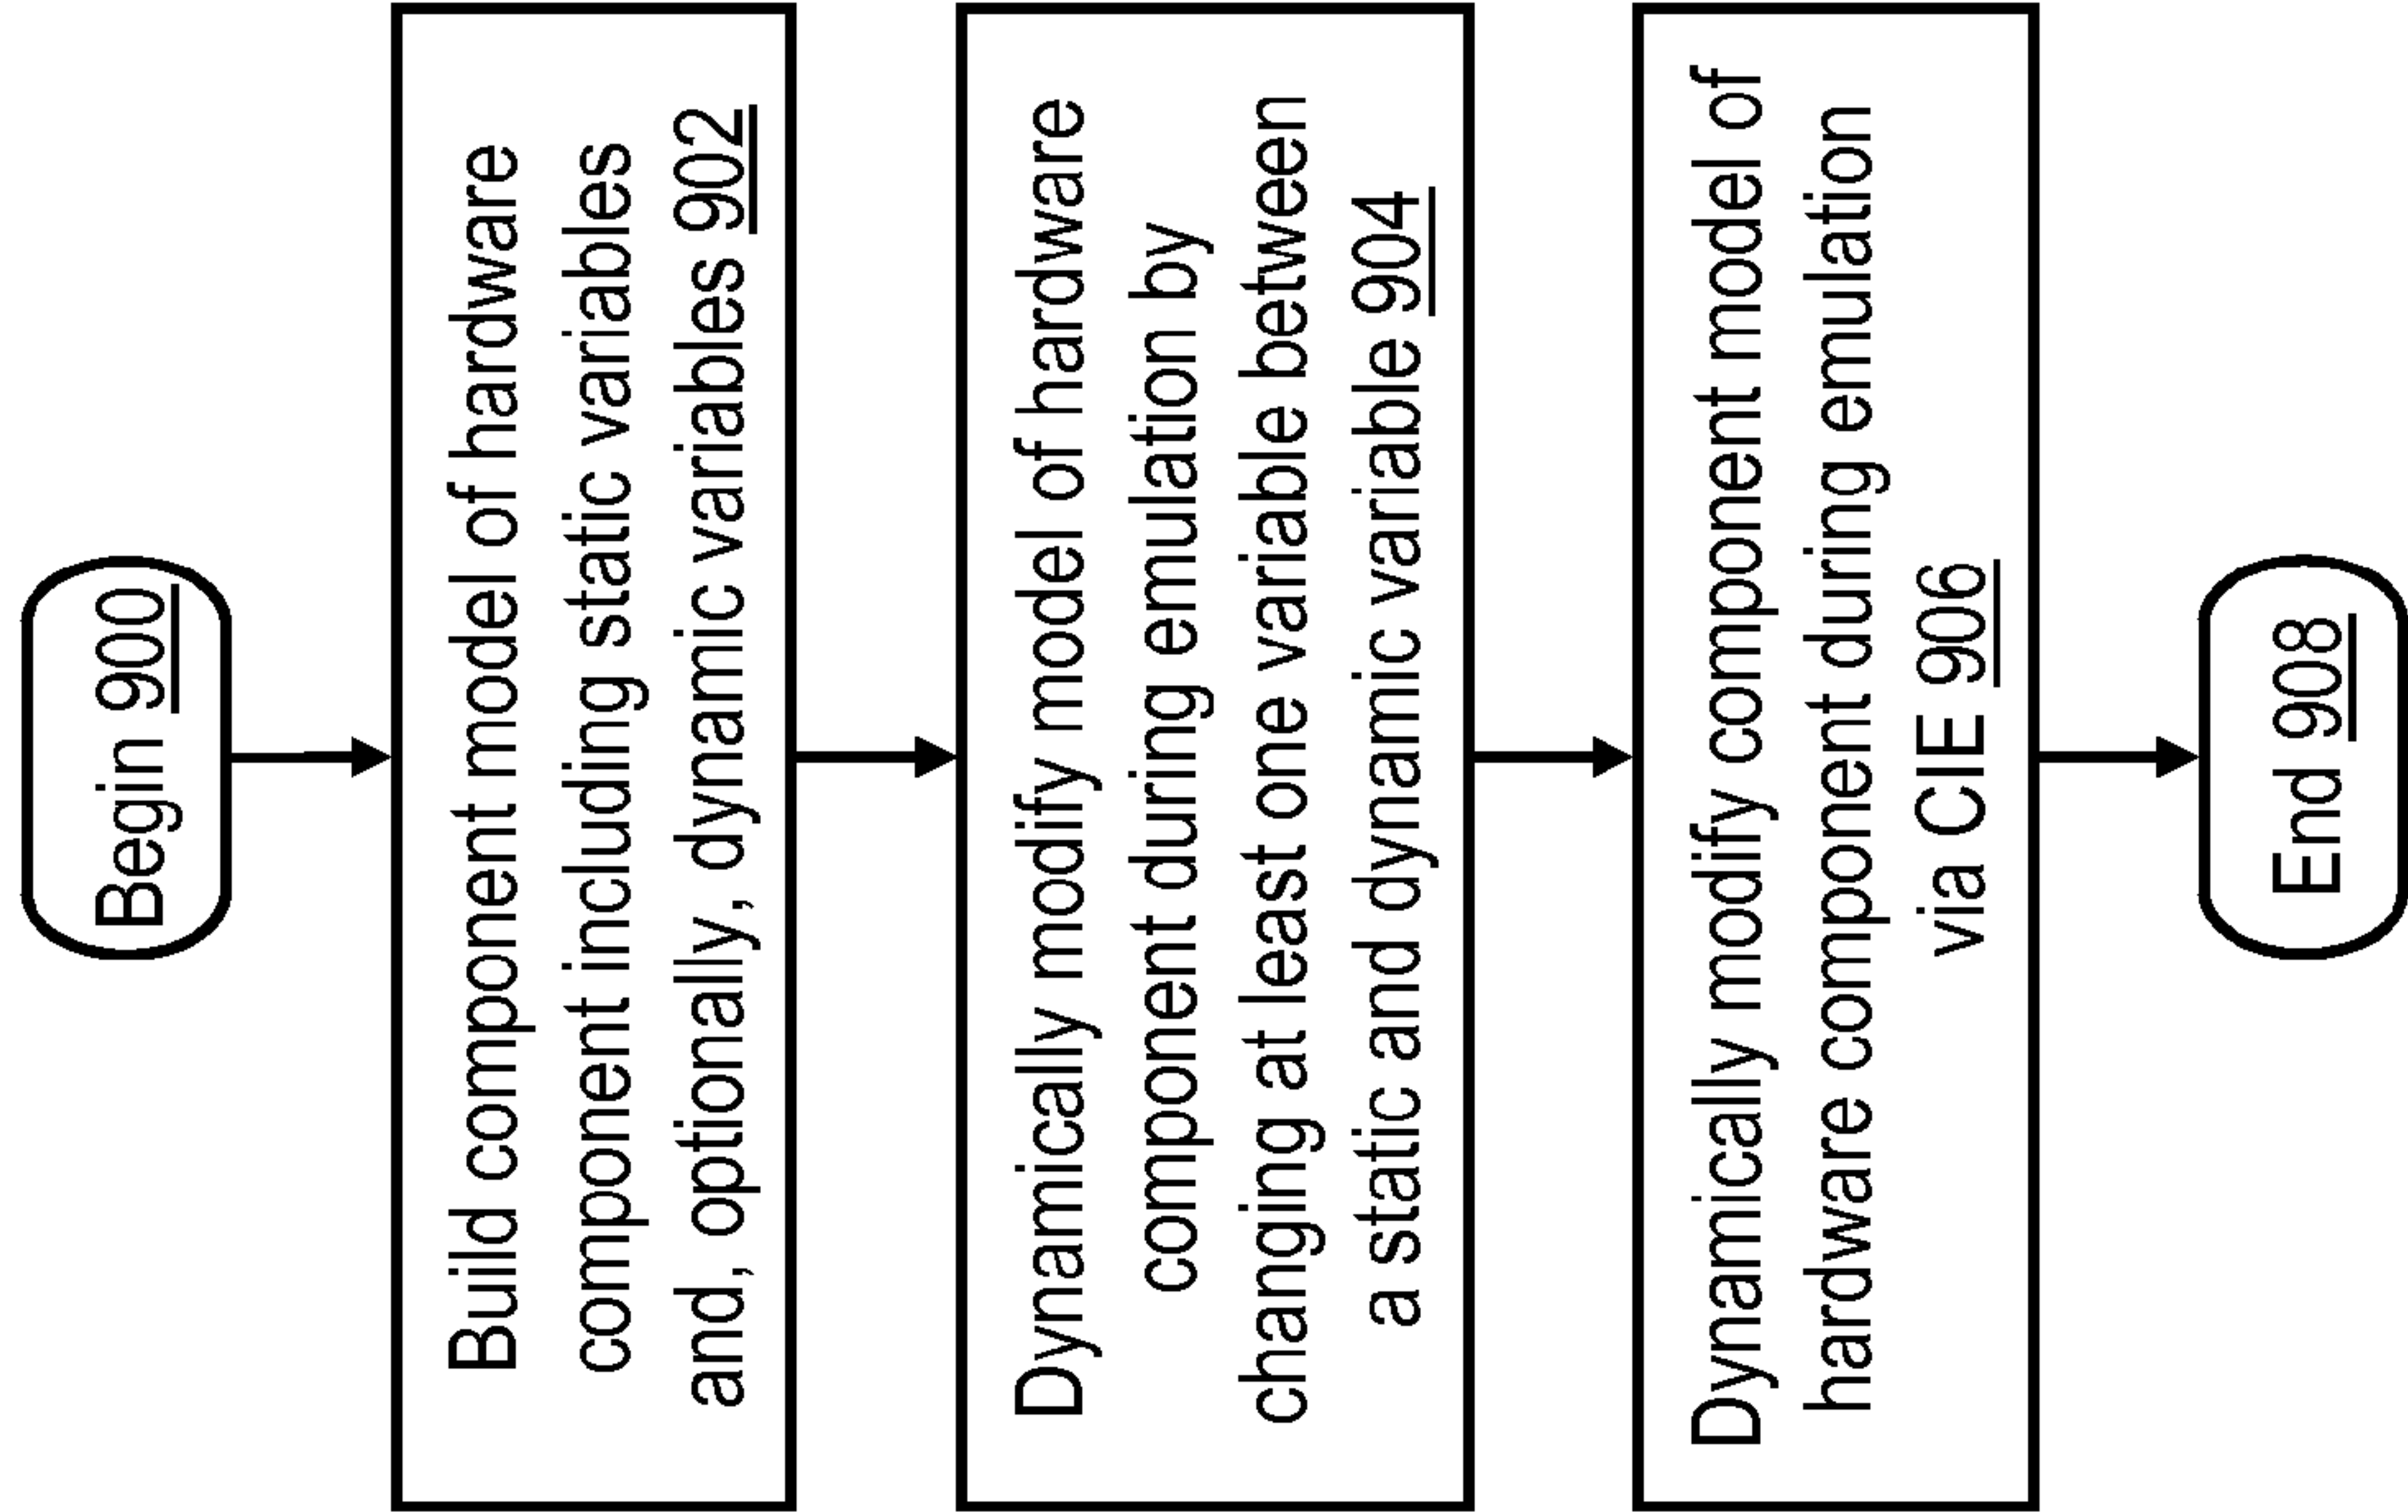 Begin 900
Build component model of hardware
component including static variables
and, optionally, dynamic variables 902
Dynamically modify model of hardware
component during emulation by
changing at least one variable between
a static and dynamic variable 904
Dynamically modify component model of
hardware component during emulation
via CIE 906
End 908